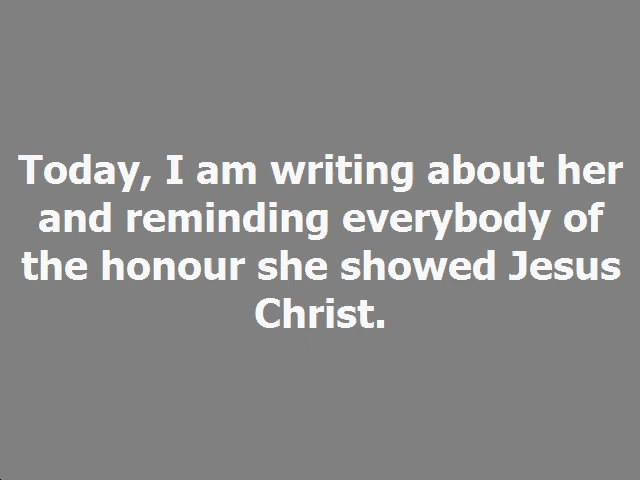 Today, I am writing about her
and reminding everybody of
the honour she showed Jesus
Christ.